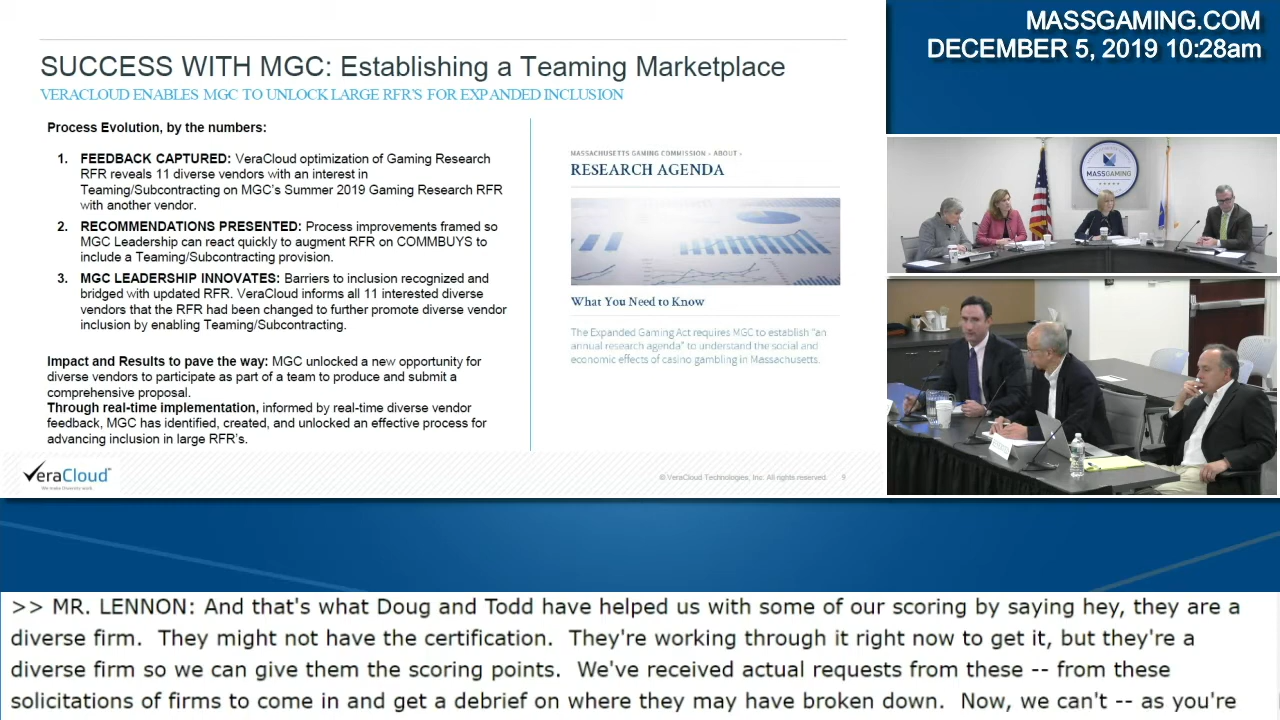 MASSGAMING.COM
DECEMBER 5, 2019 10:28am
SUCCESS WITH MGC: Establishing a Teaming Marketplace
VERACLOUD ENABLES MGC TO UNLOCK LARGE RFR'S FOR EXPANDED INCLUSION
Process Evolution, by the numbers:
1. FEEDBACK CAPTURED: VeraCloud optimization of Gaming Research
RFR reveals 11 diverse vendors with an interest in
Teaming/Subcontracting on MGC's Summer 2019 Gaming Research RFR
with another vendor.
2. RECOMMENDATIONS PRESENTED: Process improvements framed so
MGC Leadership can react quickly to augment RFR on COMMBUYS to
include a Teaming/Subcontracting provision.
3. MGC LEADERSHIP INNOVATES: Barriers to inclusion recognized and
bridged with updated RFR. VeraCloud informs all 11 interested diverse
vendors that the RFR had been changed to further promote diverse vendor
inclusion by enabling Teaming/Subcontracting.
Impact and Results to pave the way: MGC unlocked a new opportunity for
diverse vendors to participate as part of a team to produce and submit a
comprehensive proposal.
Through real-time implementation, informed by real-time diverse vendor
feedback, MGC has identified, created, and unlocked an effective process for
advancing inclusion in large RFR's.
MASSACHUSETTS GAMING COMMISSION › ABOUT ›
RESEARCH AGENDA
What You Need to Know
The Expanded Gaming Act requires MGC to establish "an
annual research agenda" to understand the social and
economic effects of casino gambling in Massachusetts.
VeraCloud
We make Diversity work
© VeraCloud Technologies, Inc. All rights reserved. 9
MASSGAMING
>> MR. LENNON: And that's what Doug and Todd have helped us with some of our scoring by saying hey, they are a
diverse firm. They might not have the certification. They're working through it right now to get it, but they're a
diverse firm so we can give them the scoring points. We've received actual requests from these -- from these
solicitations of firms to come in and get a debrief on where they may have broken down. Now, we can't -- as you're